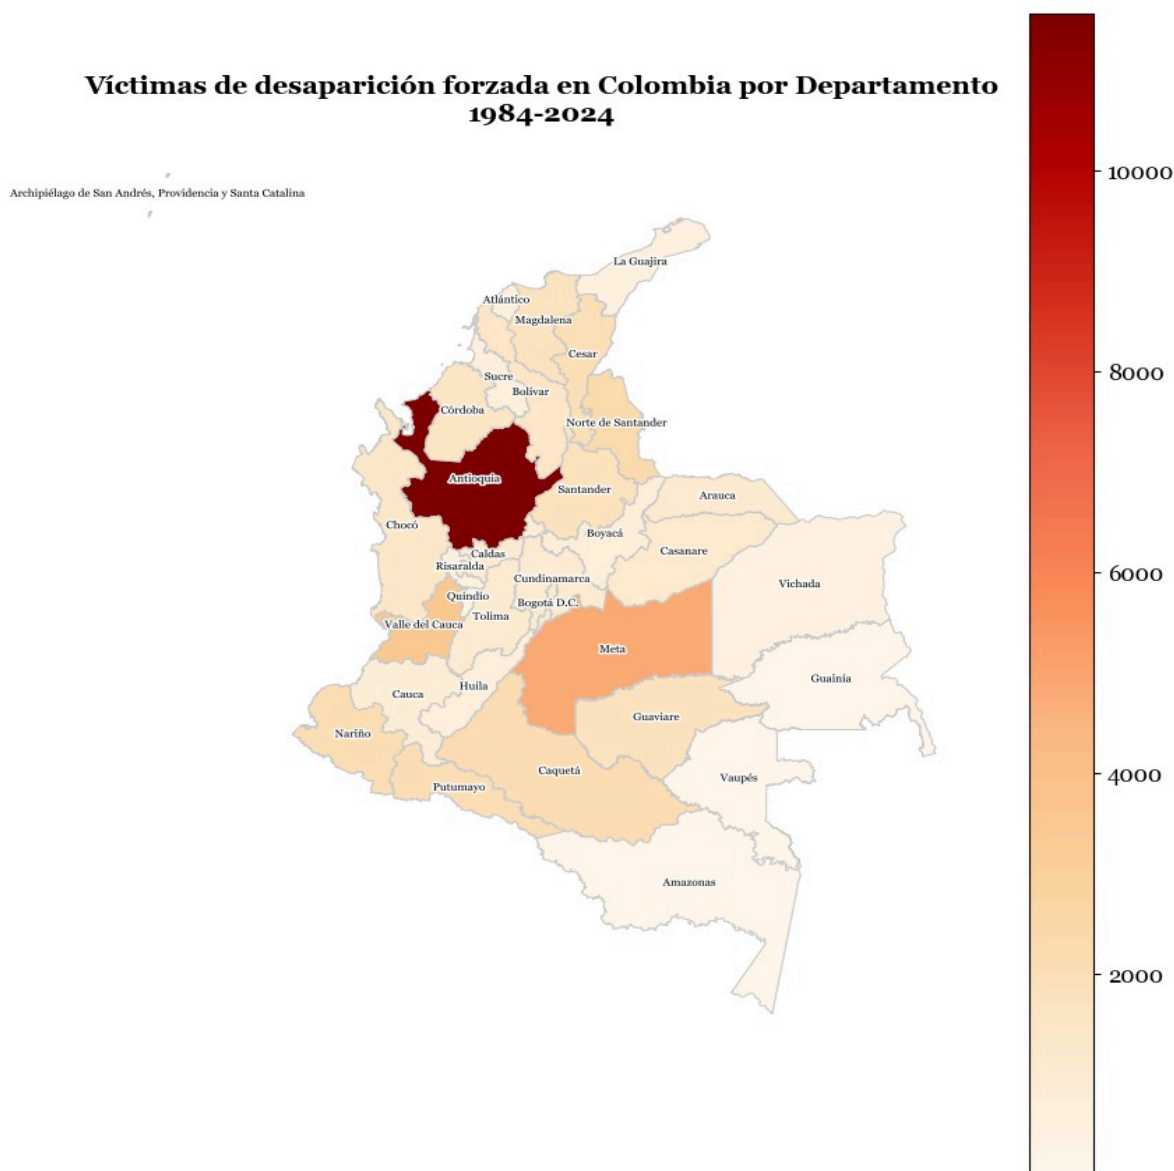 Víctimas de desaparición forzada en Colombia por Departamento
1984-2024
Archipiélago de San Andrés, Providencia y Santa Catalina
La Guajira
Atlántico
Magdalena
Cesar
Sucre
Bolívar
Córdoba
Norte de Santander
Antioquia
Santander
Arauca
Chocó
Boyacá
Caldas
Casanare
Risaralda
Cundinamarca
Vichada
Quindio
Bogotá D.C.
Tolima
Valle del Cauca
Meta
Guainía
Huila
Cauca
Guaviare
Nariño
Caquetá
Vaupés
Putumayo
Amazonas
10000
8000
6000
4000
2000